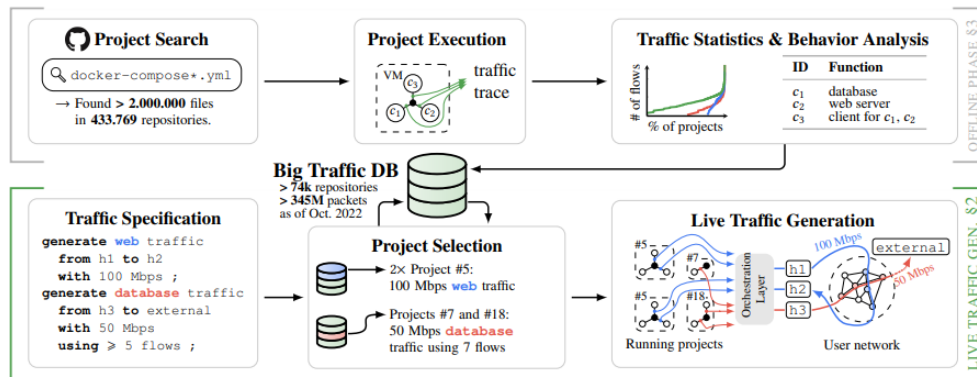 Project Search
docker-compose*.yml
→ Found > 2.000.000 files
in 433.769 repositories.
Project Execution
VM
c3
c1
c2
traffic
trace
Traffic Statistics & Behavior Analysis
# of flows
% of projects
ID Function
c1 database
c2 web server
c3 client for c1, c2
OFFLINE PHASE §3
Big Traffic DB
> 74k repositories
> 345M packets
as of Oct. 2022
Traffic Specification
generate web traffic
from h1 to h2
with 100 Mbps ;
generate database traffic
from h3 to external
with 50 Mbps
using ⩾ 5 flows ;
Project Selection
2× Project #5:
100 Mbps web traffic
Projects #7 and #18:
50 Mbps database
traffic using 7 flows
Live Traffic Generation
#5
#7
#5
#18
Running projects
Orchestration
Layer
h1
h2
h3
100 Mbps
external
50 Mbps
User network
LIVE TRAFFIC GEN. §2